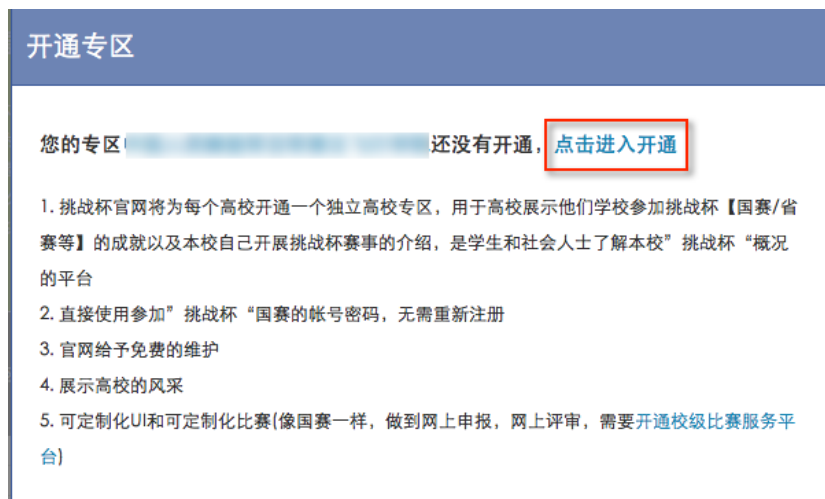 开通专区
您的专区 还没有开通，点击进入开通
1. 挑战杯官网将为每个高校开通一个独立高校专区，用于高校展示他们学校参加挑战杯【国赛/省
赛等】的成就以及本校自己开展挑战杯赛事的介绍，是学生和社会人士了解本校”挑战杯“概况
的平台
2. 直接使用参加”挑战杯“国赛的帐号密码，无需重新注册
3. 官网给予免费的维护
4. 展示高校的风采
5. 可定制化UI和可定制化比赛(像国赛一样，做到网上申报，网上评审，需要开通校级比赛服务平
台)